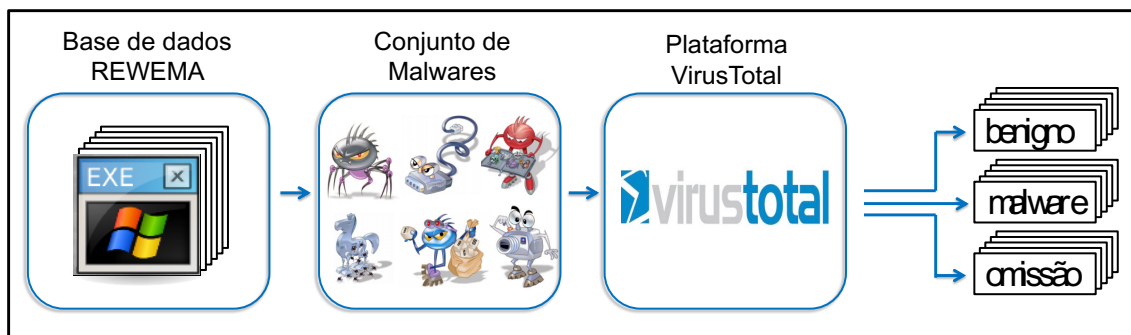 Base de dados
REWEMA
Conjunto de
Malwares
Plataforma
VirusTotal
EXE
virustotal
benigno
malware
omissão